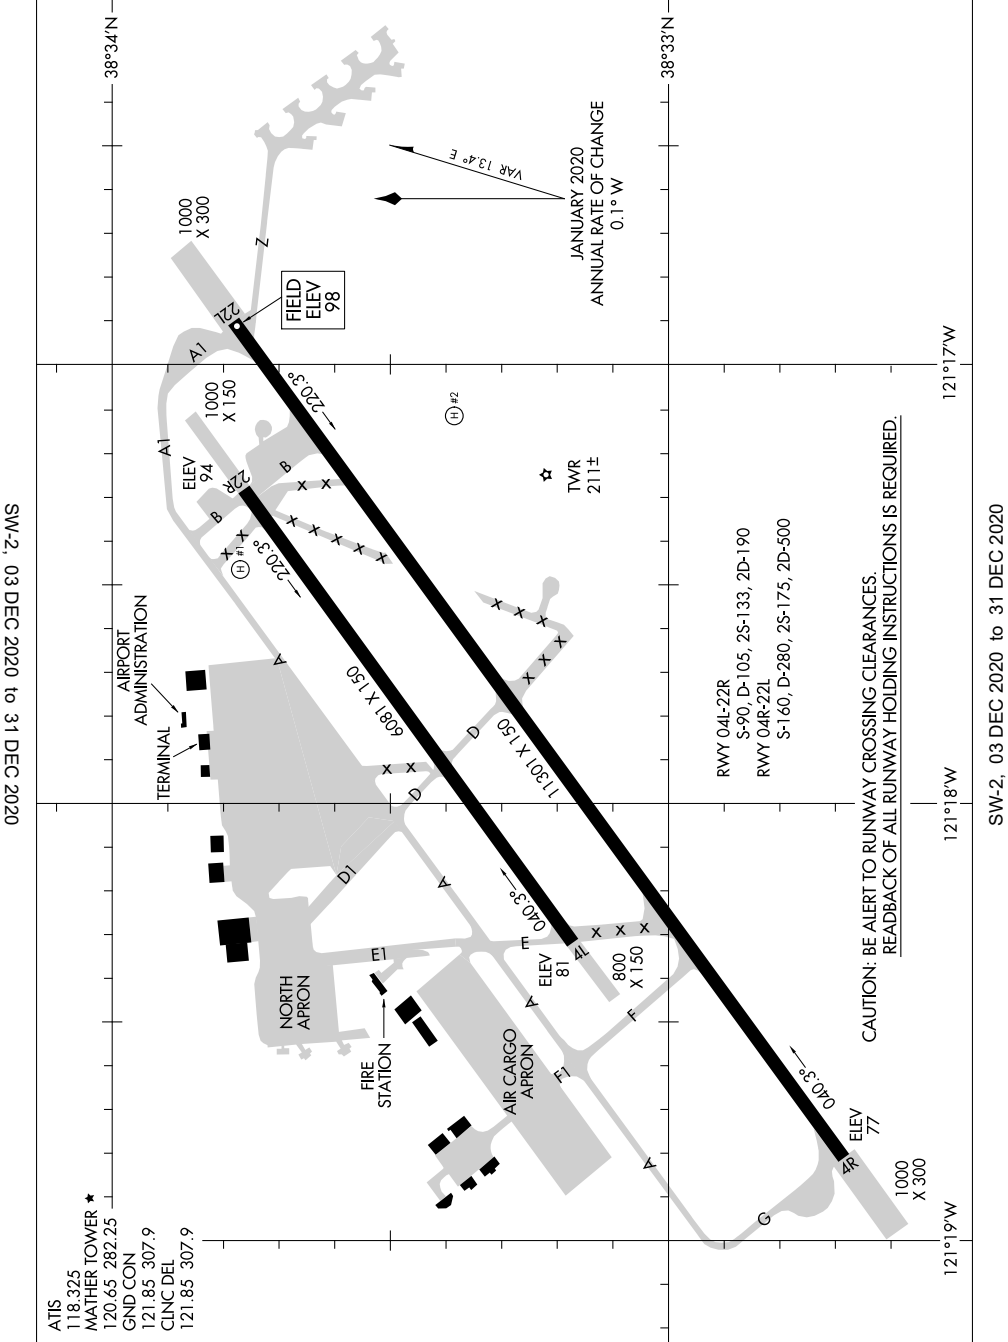 ATIS
118.325
MATHER TOWER ★
120.65 282.25
GND CON
121.85 307.9
CLNC DEL
121.85 307.9
38°34'N
38°33'N
121°17'W
121°18'W
121°19'W
JANUARY 2020
ANNUAL RATE OF CHANGE
0.1° W
VAR 13.4° E
1000
X 300
Z
22L
FIELD
ELEV
98
A1
A1
1000
X 150
ELEV
94
22R
B
B
X X
X X
X X X X X
H #1
H #2
220.3°
220.3°
TWR
211±
AIRPORT
ADMINISTRATION
TERMINAL
A
6081 X 150
11301 X 150
X X X
X X X
X X
D
D
D1
A
040.3°
E
E1
4L
ELEV
81
X X X
800
X 150
NORTH
APRON
FIRE
STATION
AIR CARGO
APRON
A
F
F1
A
G
040.3°
4R
ELEV
77
1000
X 300
RWY 04L-22R
S-90, D-105, 2S-133, 2D-190
RWY 04R-22L
S-160, D-280, 2S-175, 2D-500
CAUTION: BE ALERT TO RUNWAY CROSSING CLEARANCES.
READBACK OF ALL RUNWAY HOLDING INSTRUCTIONS IS REQUIRED.
SW-2, 03 DEC 2020 to 31 DEC 2020
SW-2, 03 DEC 2020 to 31 DEC 2020